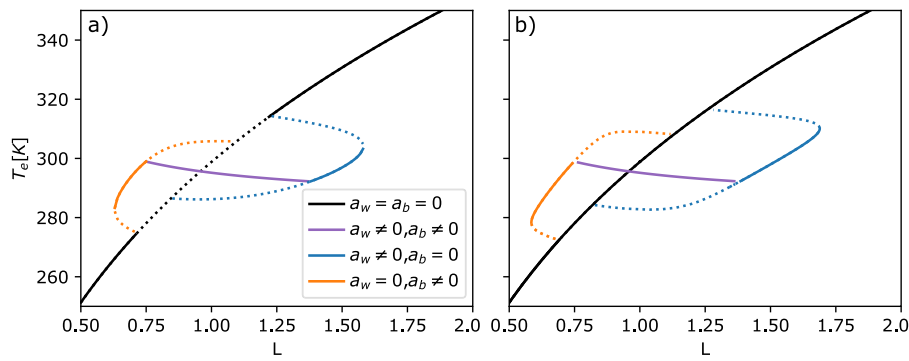 a)
b)
T_e[K]
340
320
300
280
260
a_w = a_b = 0
a_w ≠ 0,a_b ≠ 0
a_w ≠ 0,a_b = 0
a_w = 0,a_b ≠ 0
0.50 0.75 1.00 1.25 1.50 1.75 2.0
0.50 0.75 1.00 1.25 1.50 1.75 2.00
L
L